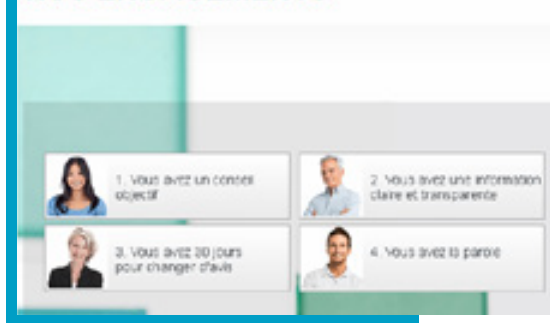 1. Vous avez un conseil
objectif
2. Vous avez une information
claire et transparente
3. Vous avez 30 jours
pour changer d'avis
4. Vous avez la parole